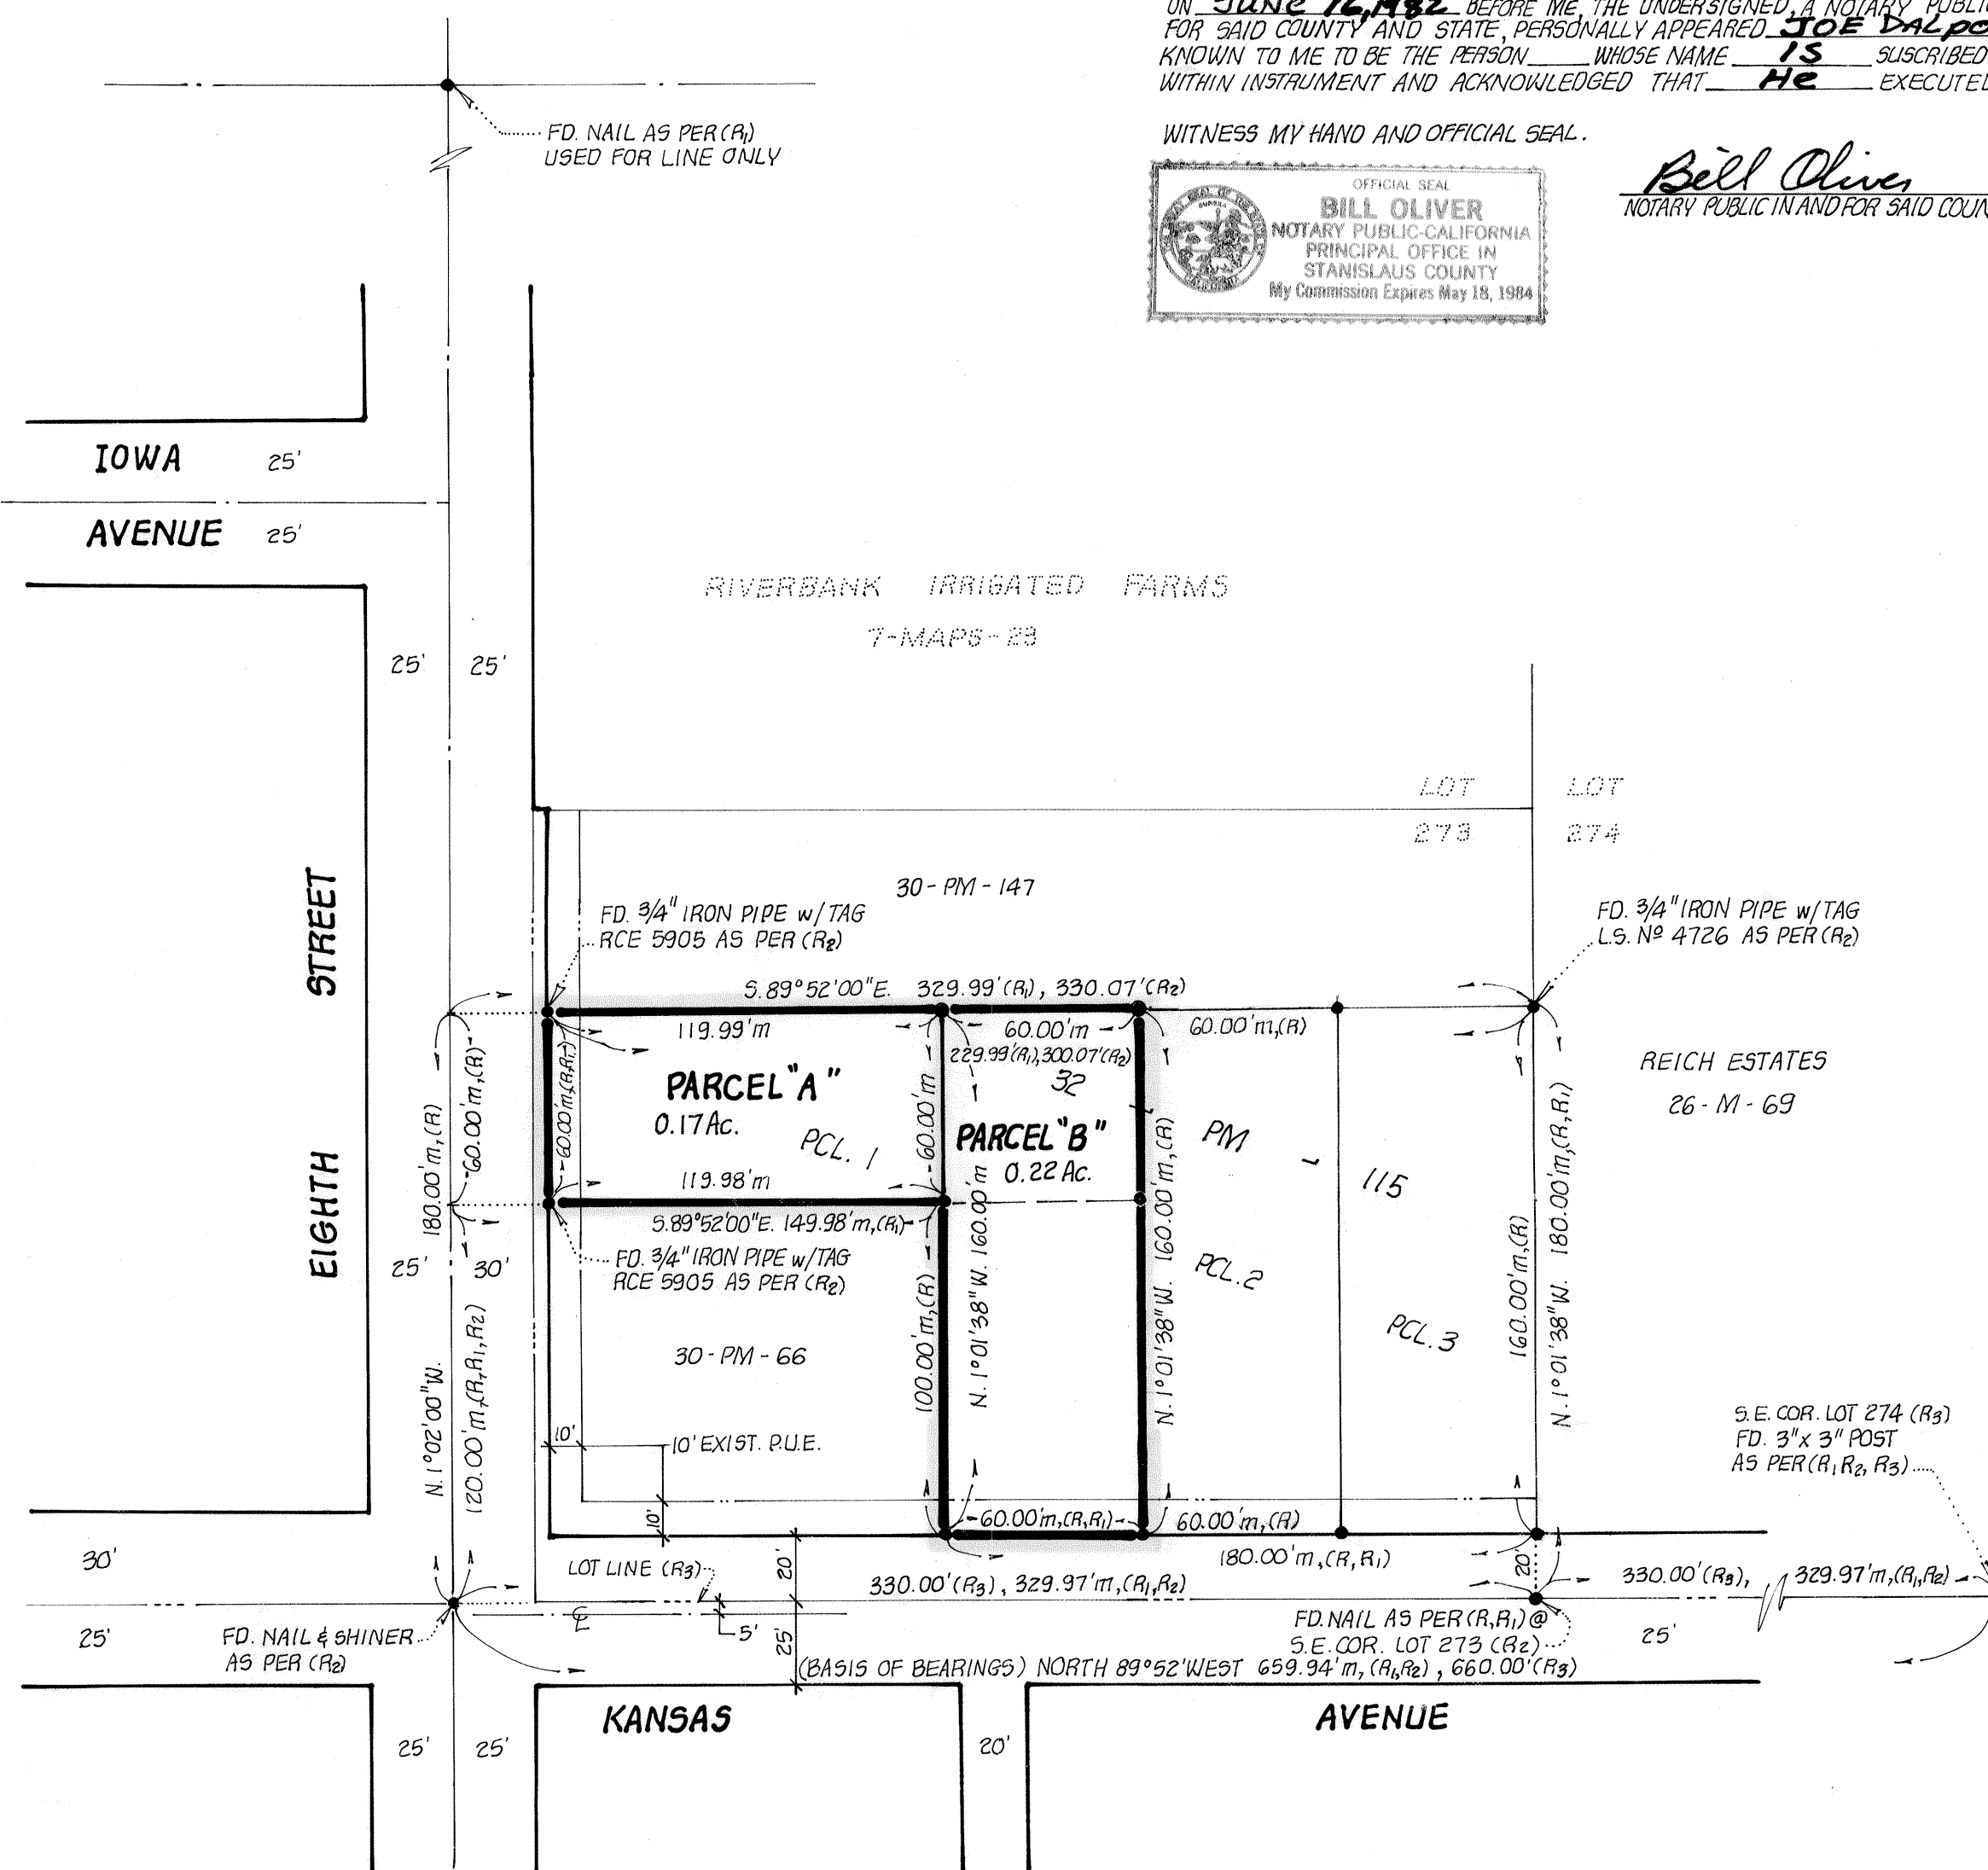 ON JUNE 16, 1982 BEFORE ME, THE UNDERSIGNED, A NOTARY PUBLI
FOR SAID COUNTY AND STATE, PERSONALLY APPEARED JOE DALPO
KNOWN TO ME TO BE THE PERSON____ WHOSE NAME IS SUSCRIBED
WITHIN INSTRUMENT AND ACKNOWLEDGED THAT He EXECUTED
WITNESS MY HAND AND OFFICIAL SEAL.
OFFICIAL SEAL
BILL OLIVER
NOTARY PUBLIC-CALIFORNIA
PRINCIPAL OFFICE IN
STANISLAUS COUNTY
My Commission Expires May 18, 1984
Bill Oliver
NOTARY PUBLIC IN AND FOR SAID COUN
FD. NAIL AS PER (R1)
USED FOR LINE ONLY
IOWA 25'
AVENUE 25'
25' 25'
RIVERBANK IRRIGATED FARMS
7-MAPS-23
LOT LOT
273 274
30-PM-147
FD. 3/4" IRON PIPE w/TAG
RCE 5905 AS PER (R2)
FD. 3/4" IRON PIPE w/TAG
L.S. Nº 4726 AS PER (R2)
S.89°52'00"E. 329.99'(R1), 330.07'(R2)
119.99'm
60.00'm
60.00'm,(R)
229.99'(R1),300.07'(R2)
32
PARCEL "A"
0.17 Ac.
PCL. 1
PARCEL "B"
0.22 Ac.
PM
-
115
REICH ESTATES
26-M-69
EIGHTH STREET
180.00'm,(R)
60.00'm,(R)
60.00'm,(R,R1)
60.00'm
119.98'm
S.89°52'00"E. 149.98'm,(R1)
FD. 3/4" IRON PIPE w/TAG
RCE 5905 AS PER (R2)
25' 30'
N.1°02'00"W.
120.00'm,(R,R1,R2)
30-PM-66
100.00'm,(R)
N.1°01'38"W. 160.00'm
N.1°01'38"W. 160.00'm,(R)
PCL.2
PCL.3
160.00'm,(R)
N.1°01'38"W. 180.00'm,(R,R1)
10'
10' EXIST. P.U.E.
10'
S.E. COR. LOT 274 (R3)
FD. 3"x 3" POST
AS PER (R,R2,R3)
60.00'm,(R,R1)
60.00'm,(R)
180.00'm,(R,R1)
30'
LOT LINE (R3)
20'
20'
330.00'(R3), 329.97'm,(R1,R2)
330.00'(R3), 329.97'm,(R1,R2)
25'
FD. NAIL & SHINER
AS PER (R2)
℄
5'
25'
FD. NAIL AS PER (R,R1) @
S.E. COR. LOT 273 (R2)
25'
(BASIS OF BEARINGS) NORTH 89°52' WEST 659.94'm,(R1,R2), 660.00'(R3)
KANSAS AVENUE
25' 25'
20'